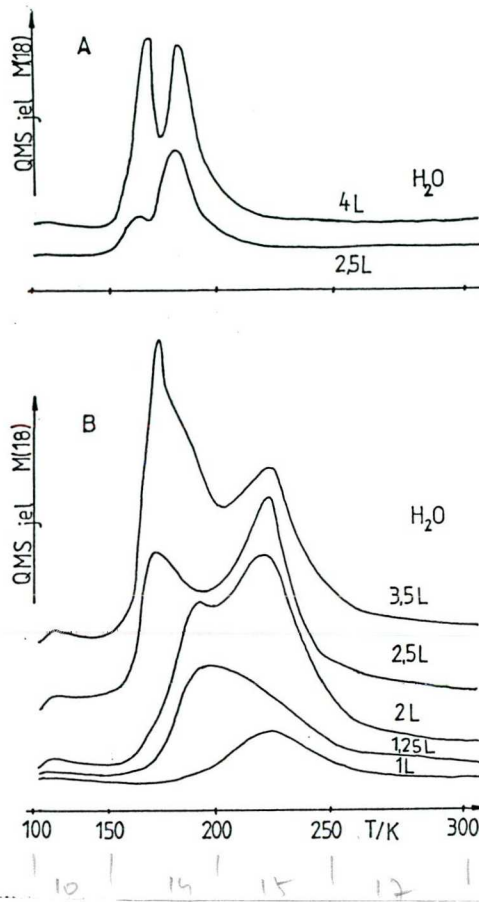 A
QMS jel M(18)
H₂O
4L
2,5L
B
QMS jel M(18)
H₂O
3,5L
2,5L
2L
1,25L
1L
100 150 200 250 T/K 300
10 14 15 17